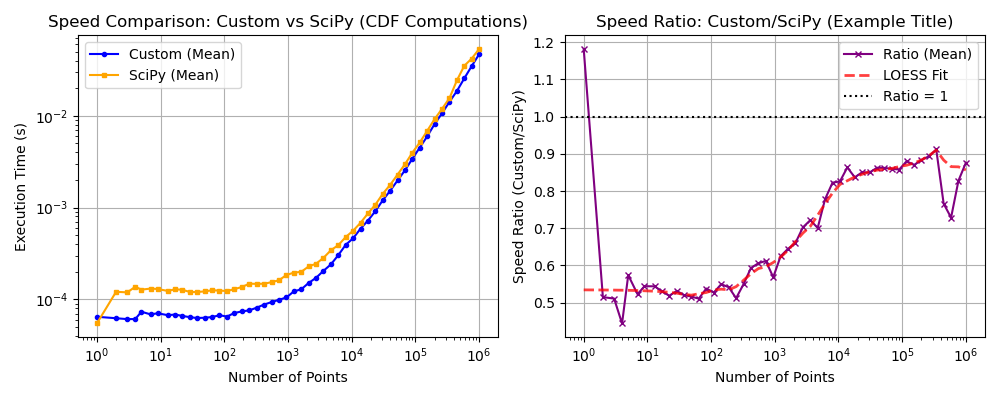 Speed Comparison: Custom vs SciPy (CDF Computations)
Custom (Mean)
SciPy (Mean)
Execution Time (s)
10⁻²
10⁻³
10⁻⁴
10⁰ 10¹ 10² 10³ 10⁴ 10⁵ 10⁶
Number of Points
Speed Ratio: Custom/SciPy (Example Title)
Ratio (Mean)
LOESS Fit
Ratio = 1
Speed Ratio (Custom/SciPy)
1.2
1.1
1.0
0.9
0.8
0.7
0.6
0.5
10⁰ 10¹ 10² 10³ 10⁴ 10⁵ 10⁶
Number of Points